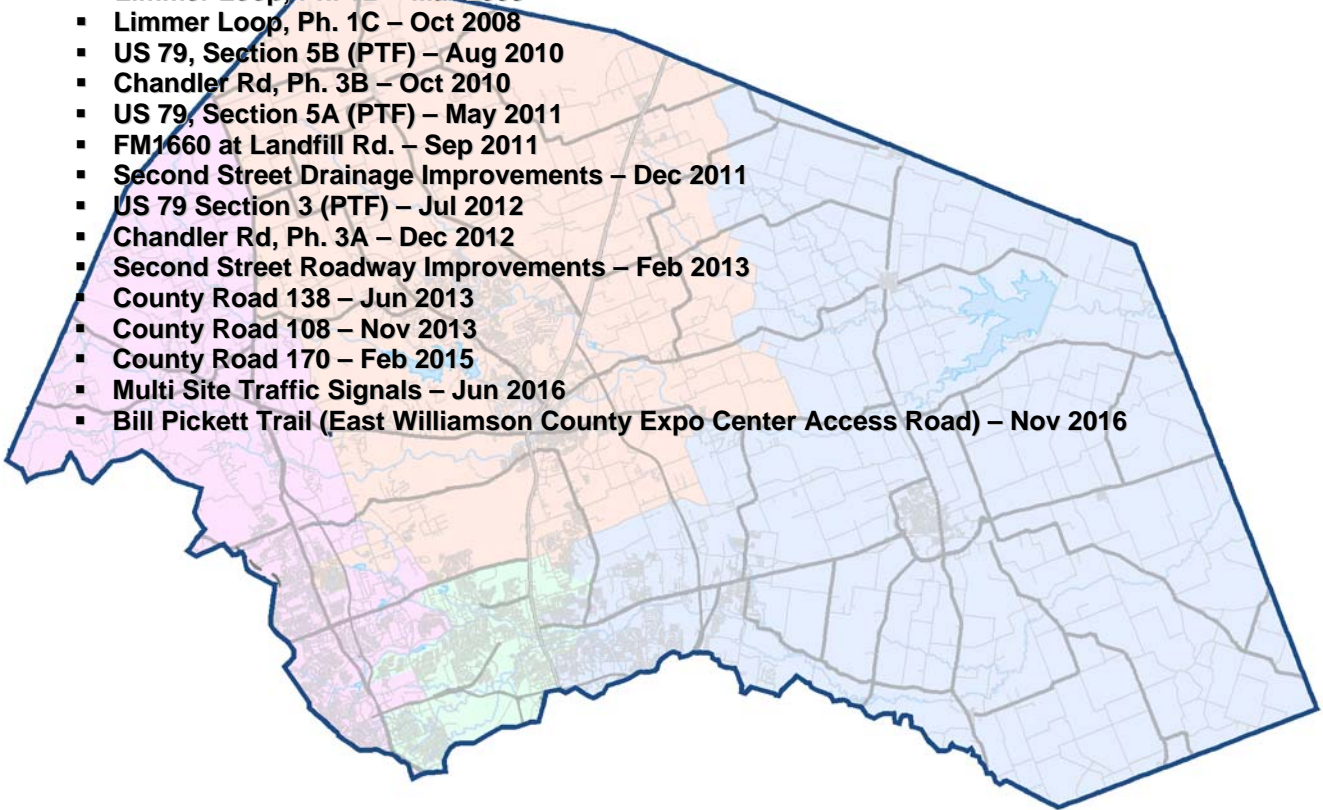 ▪ Limmer Loop, Ph. 1C – Oct 2008
▪ US 79, Section 5B (PTF) – Aug 2010
▪ Chandler Rd, Ph. 3B – Oct 2010
▪ US 79, Section 5A (PTF) – May 2011
▪ FM1660 at Landfill Rd. – Sep 2011
▪ Second Street Drainage Improvements – Dec 2011
▪ US 79 Section 3 (PTF) – Jul 2012
▪ Chandler Rd, Ph. 3A – Dec 2012
▪ Second Street Roadway Improvements – Feb 2013
▪ County Road 138 – Jun 2013
▪ County Road 108 – Nov 2013
▪ County Road 170 – Feb 2015
▪ Multi Site Traffic Signals – Jun 2016
▪ Bill Pickett Trail (East Williamson County Expo Center Access Road) – Nov 2016